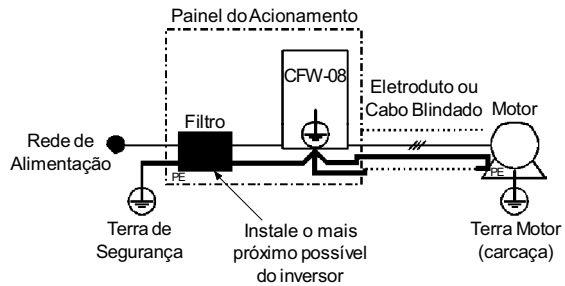 Painel do Acionamento
CFW-08
Eletroduto ou
Cabo Blindado
Motor
Filtro
Rede de
Alimentação
PE
PE
Terra de
Segurança
Instale o mais
próximo possível
do inversor
Terra Motor
(carcaça)